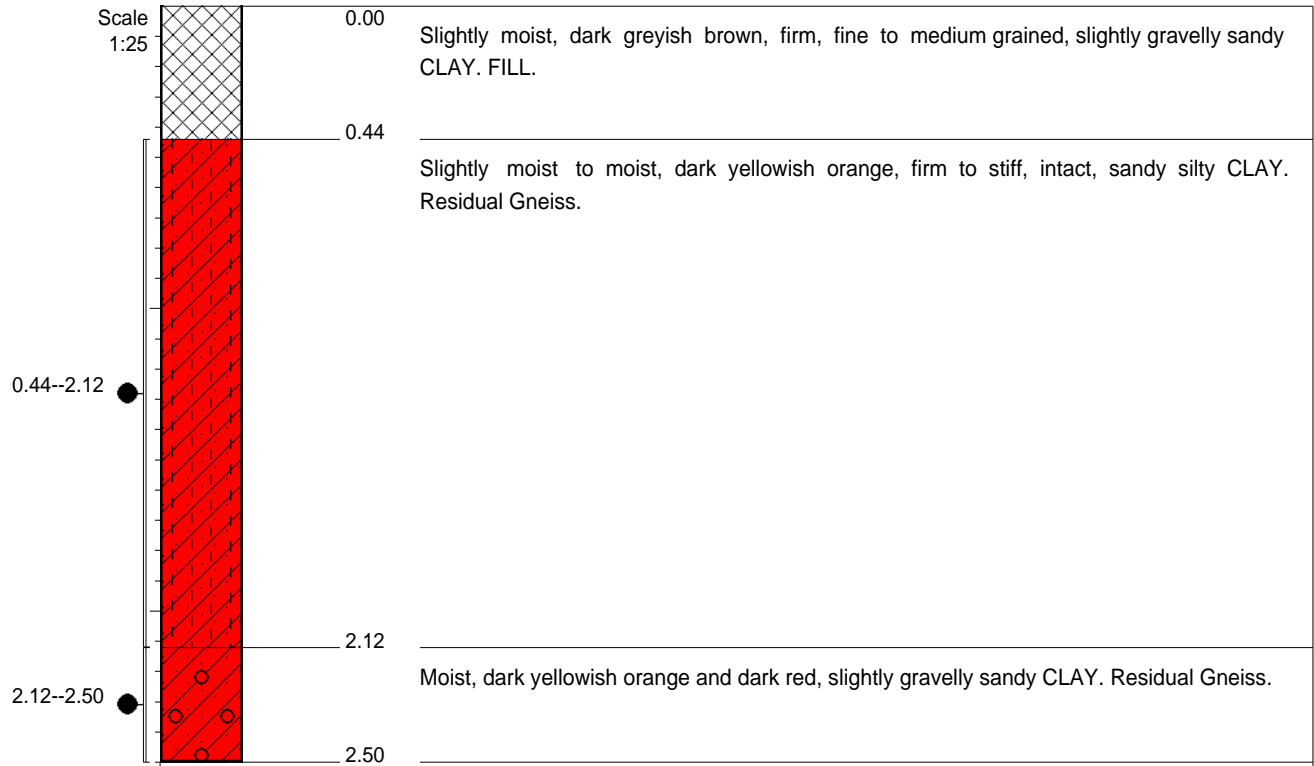 Scale
1:25
0.00
Slightly moist, dark greyish brown, firm, fine to medium grained, slightly gravelly sandy
CLAY. FILL.
0.44
Slightly moist to moist, dark yellowish orange, firm to stiff, intact, sandy silty CLAY.
Residual Gneiss.
0.44--2.12
2.12
Moist, dark yellowish orange and dark red, slightly gravelly sandy CLAY. Residual Gneiss.
2.12--2.50
2.50